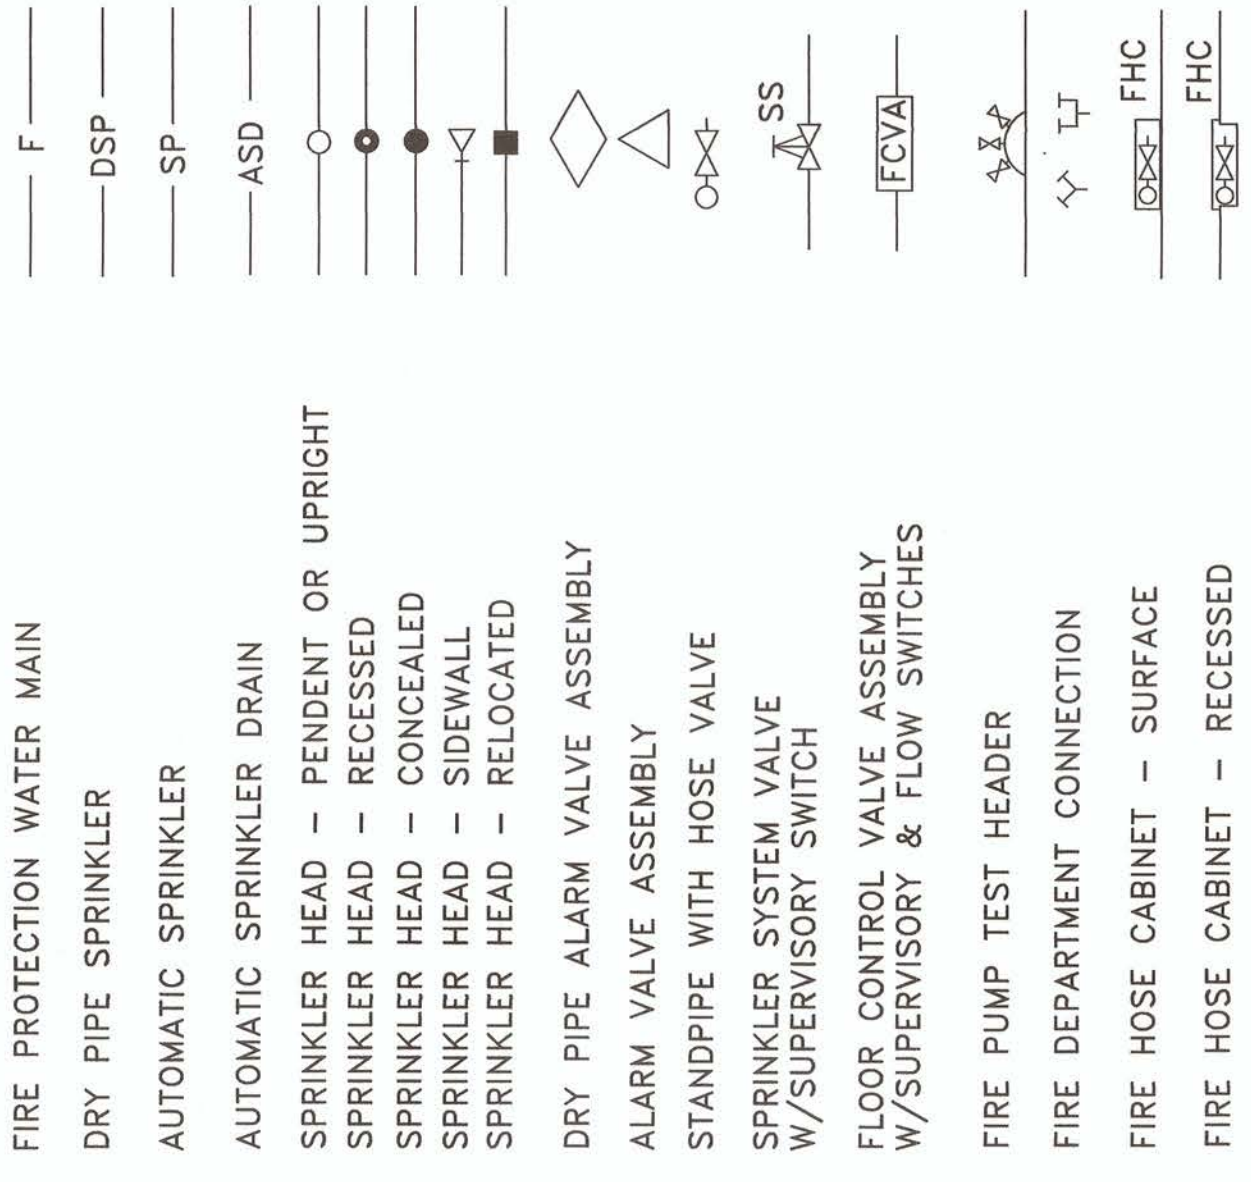 FIRE PROTECTION WATER MAIN F
DRY PIPE SPRINKLER DSP
AUTOMATIC SPRINKLER SP
AUTOMATIC SPRINKLER DRAIN ASD
SPRINKLER HEAD – PENDENT OR UPRIGHT
SPRINKLER HEAD – RECESSED
SPRINKLER HEAD – CONCEALED
SPRINKLER HEAD – SIDEWALL
SPRINKLER HEAD – RELOCATED
DRY PIPE ALARM VALVE ASSEMBLY
ALARM VALVE ASSEMBLY
STANDPIPE WITH HOSE VALVE
SPRINKLER SYSTEM VALVE SS
W/SUPERVISORY SWITCH
FLOOR CONTROL VALVE ASSEMBLY FCVA
W/SUPERVISORY & FLOW SWITCHES
FIRE PUMP TEST HEADER
FIRE DEPARTMENT CONNECTION
FIRE HOSE CABINET – SURFACE FHC
FIRE HOSE CABINET – RECESSED FHC